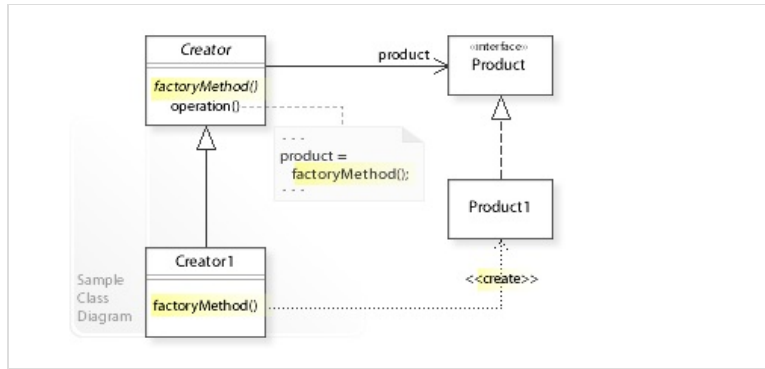 Creator
factoryMethod()
operation()
product
«interface»
Product
. . .
product =
factoryMethod();
. . .
Product1
Creator1
factoryMethod()
<<create>>
Sample
Class
Diagram